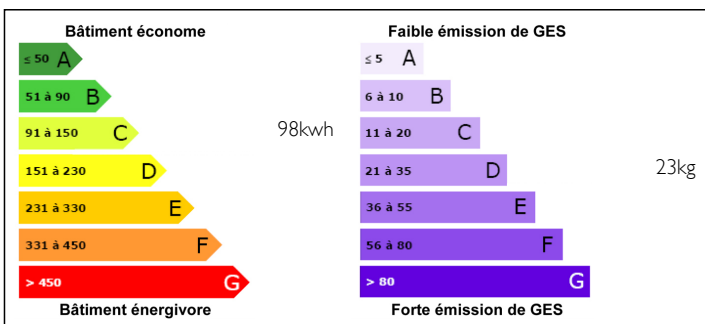 Bâtiment économe
≤ 50 A
51 à 90 B
91 à 150 C
98kwh
151 à 230 D
231 à 330 E
331 à 450 F
> 450 G
Bâtiment énergivore
Faible émission de GES
≤ 5 A
6 à 10 B
11 à 20 C
21 à 35 D
23kg
36 à 55 E
56 à 80 F
> 80 G
Forte émission de GES